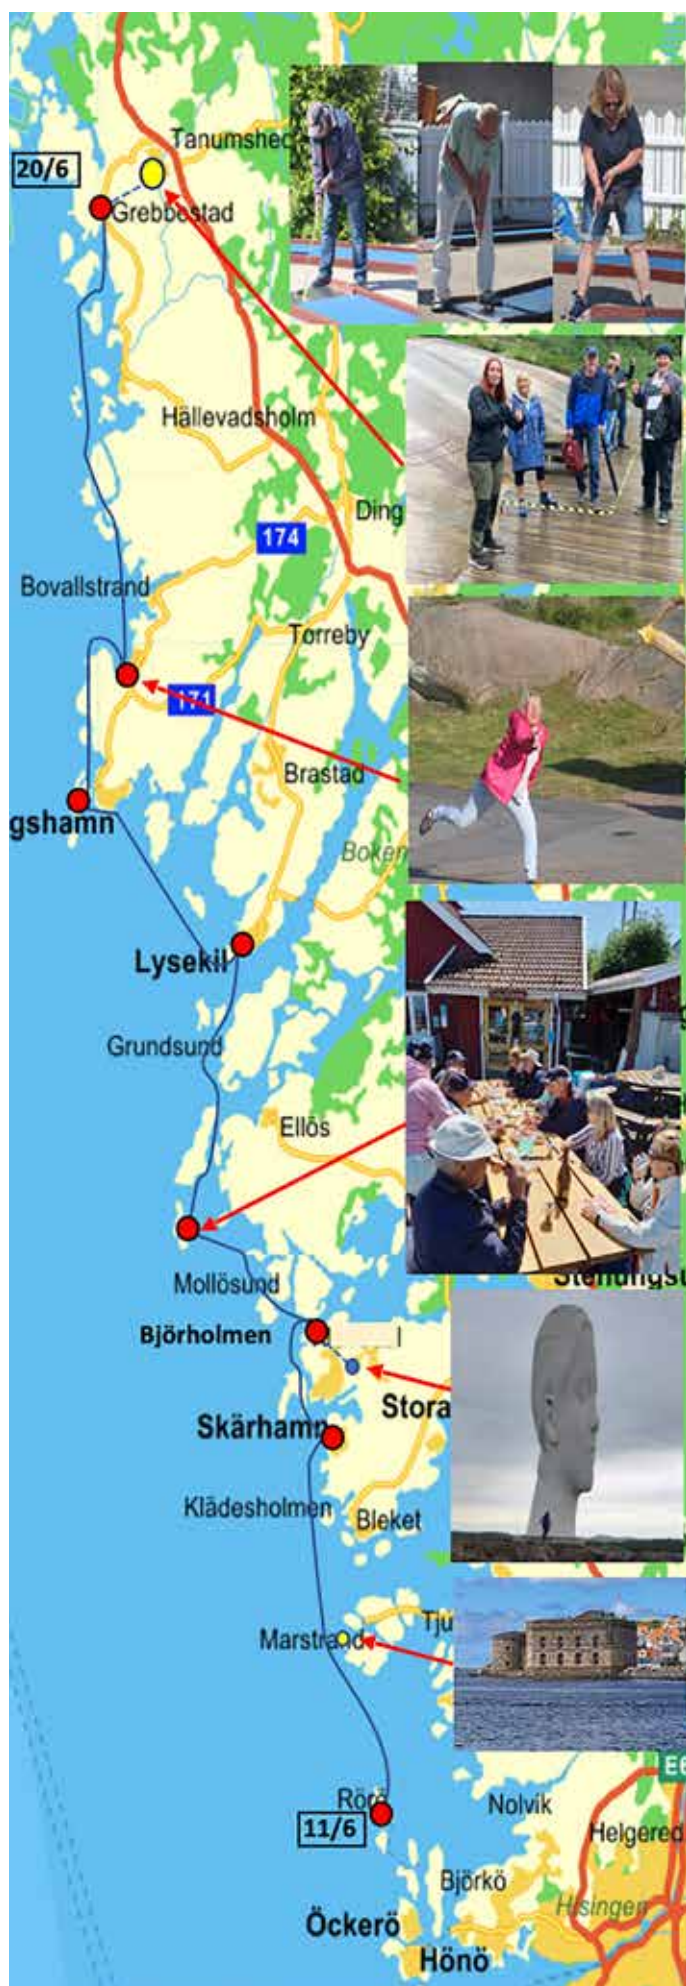 Tanumshed
20/6
Grebbestad
Hällevadsholm
Ding
174
Bovallstrand
Torreby
171
Brastad
gshamn
Boken
Lysekil
Grundsund
Ellös
Stenungsu
Mollösund
Björholmen
Stora
Skärhamn
Klädesholmen
Bleket
Tju
Marstrand
E6
Rörö
Nolvik
11/6
Helgered
Björkö
Hisingen
Öckerö
Hönö